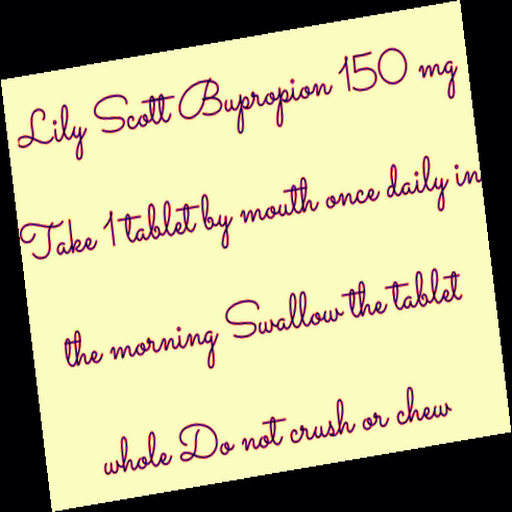 Lily Scott Bupropion 150 mg
Take 1 tablet by mouth once daily in
the morning Swallow the tablet
whole Do not crush or chew